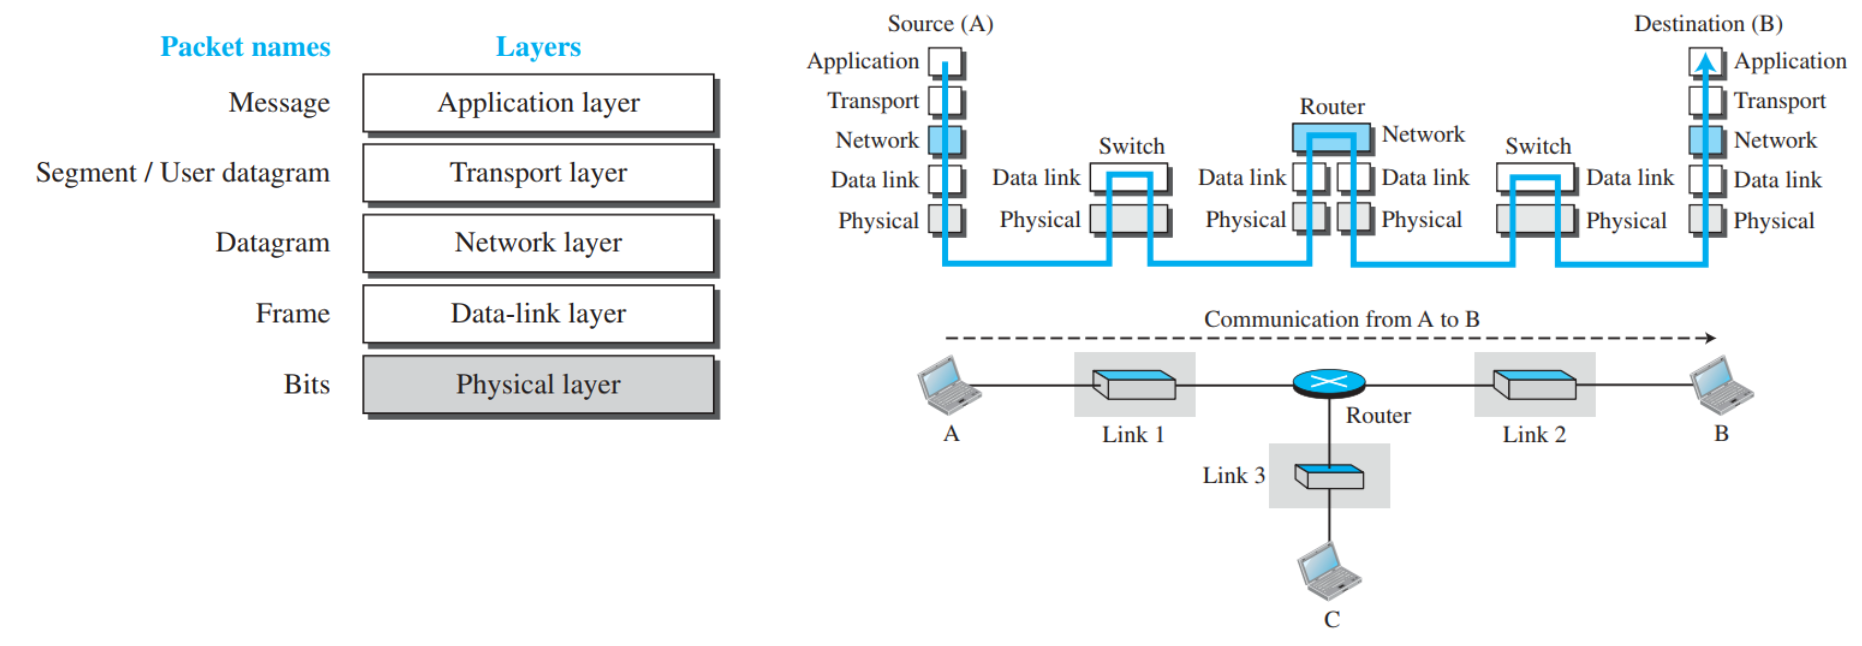 Packet names Layers
Message Application layer
Segment / User datagram Transport layer
Datagram Network layer
Frame Data-link layer
Bits Physical layer
Source (A) Destination (B)
Application Application
Transport Router Transport
Network Switch Network Switch Network
Data link Data link Data link Data link Data link Data link
Physical Physical Physical Physical Physical Physical
Communication from A to B
Router
A Link 1 Link 2 B
Link 3
C